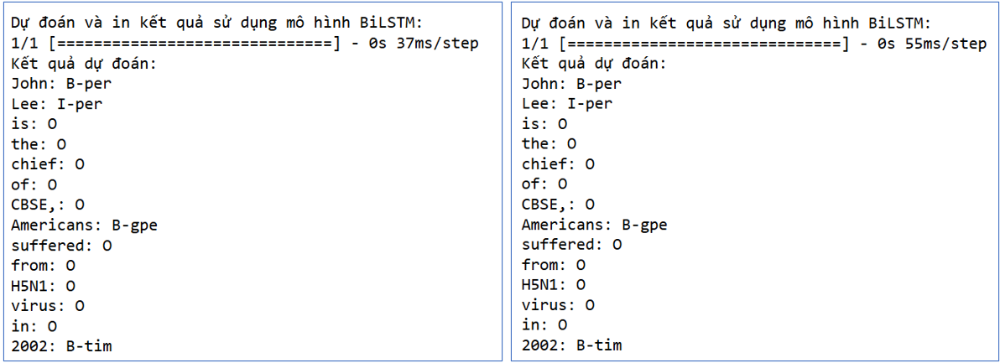 Dự đoán và in kết quả sử dụng mô hình BiLSTM:
1/1 [==============================] - 0s 37ms/step
Kết quả dự đoán:
John: B-per
Lee: I-per
is: O
the: O
chief: O
of: O
CBSE,: O
Americans: B-gpe
suffered: O
from: O
H5N1: O
virus: O
in: O
2002: B-tim
Dự đoán và in kết quả sử dụng mô hình BiLSTM:
1/1 [==============================] - 0s 55ms/step
Kết quả dự đoán:
John: B-per
Lee: I-per
is: O
the: O
chief: O
of: O
CBSE,: O
Americans: B-gpe
suffered: O
from: O
H5N1: O
virus: O
in: O
2002: B-tim